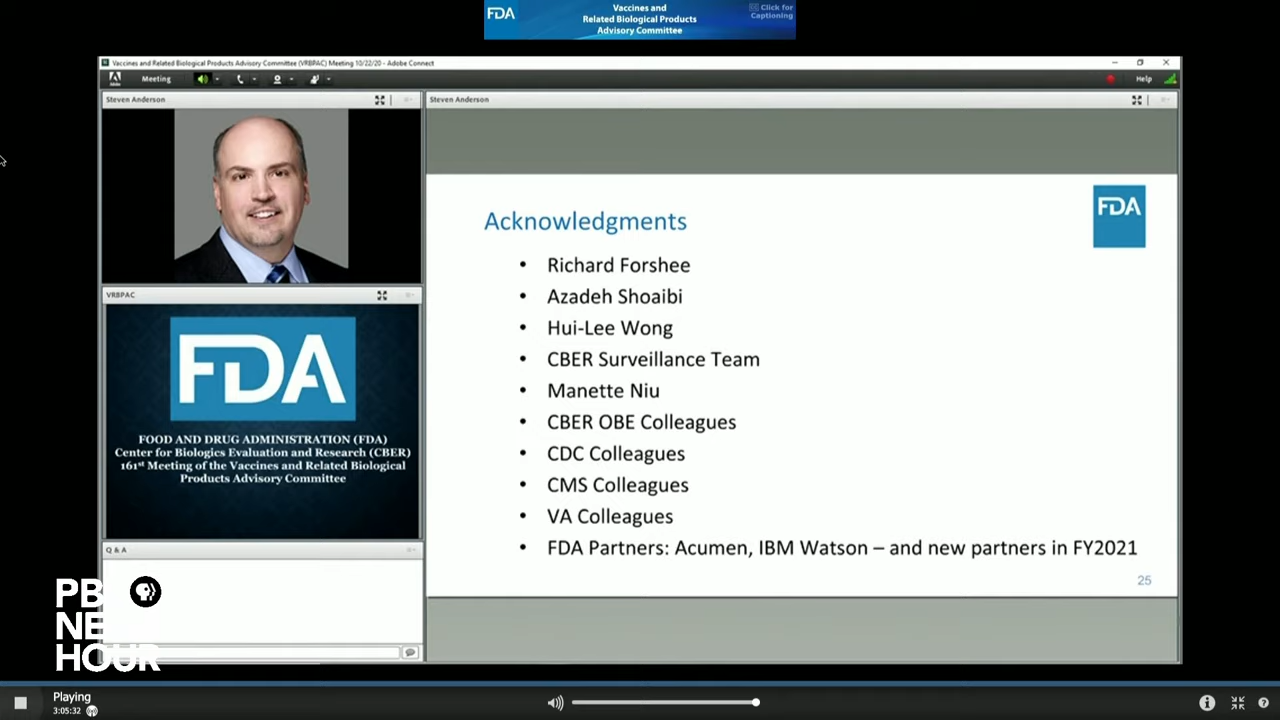 FDA
Vaccines and
Related Biological Products
Advisory Committee
CC Click for
Captioning
Vaccines and Related Biological Products Advisory Committee (VRBPAC) Meeting 10/22/20 - Adobe Connect
Meeting
Help
Steven Anderson
Steven Anderson
FDA
Acknowledgments
• Richard Forshee
• Azadeh Shoaibi
• Hui-Lee Wong
• CBER Surveillance Team
• Manette Niu
• CBER OBE Colleagues
• CDC Colleagues
• CMS Colleagues
• VA Colleagues
• FDA Partners: Acumen, IBM Watson – and new partners in FY2021
25
VRBPAC
FDA
FOOD AND DRUG ADMINISTRATION (FDA)
Center for Biologics Evaluation and Research (CBER)
161st Meeting of the Vaccines and Related Biological
Products Advisory Committee
Q & A
PB
NE
HOUR
Playing
3:05:32